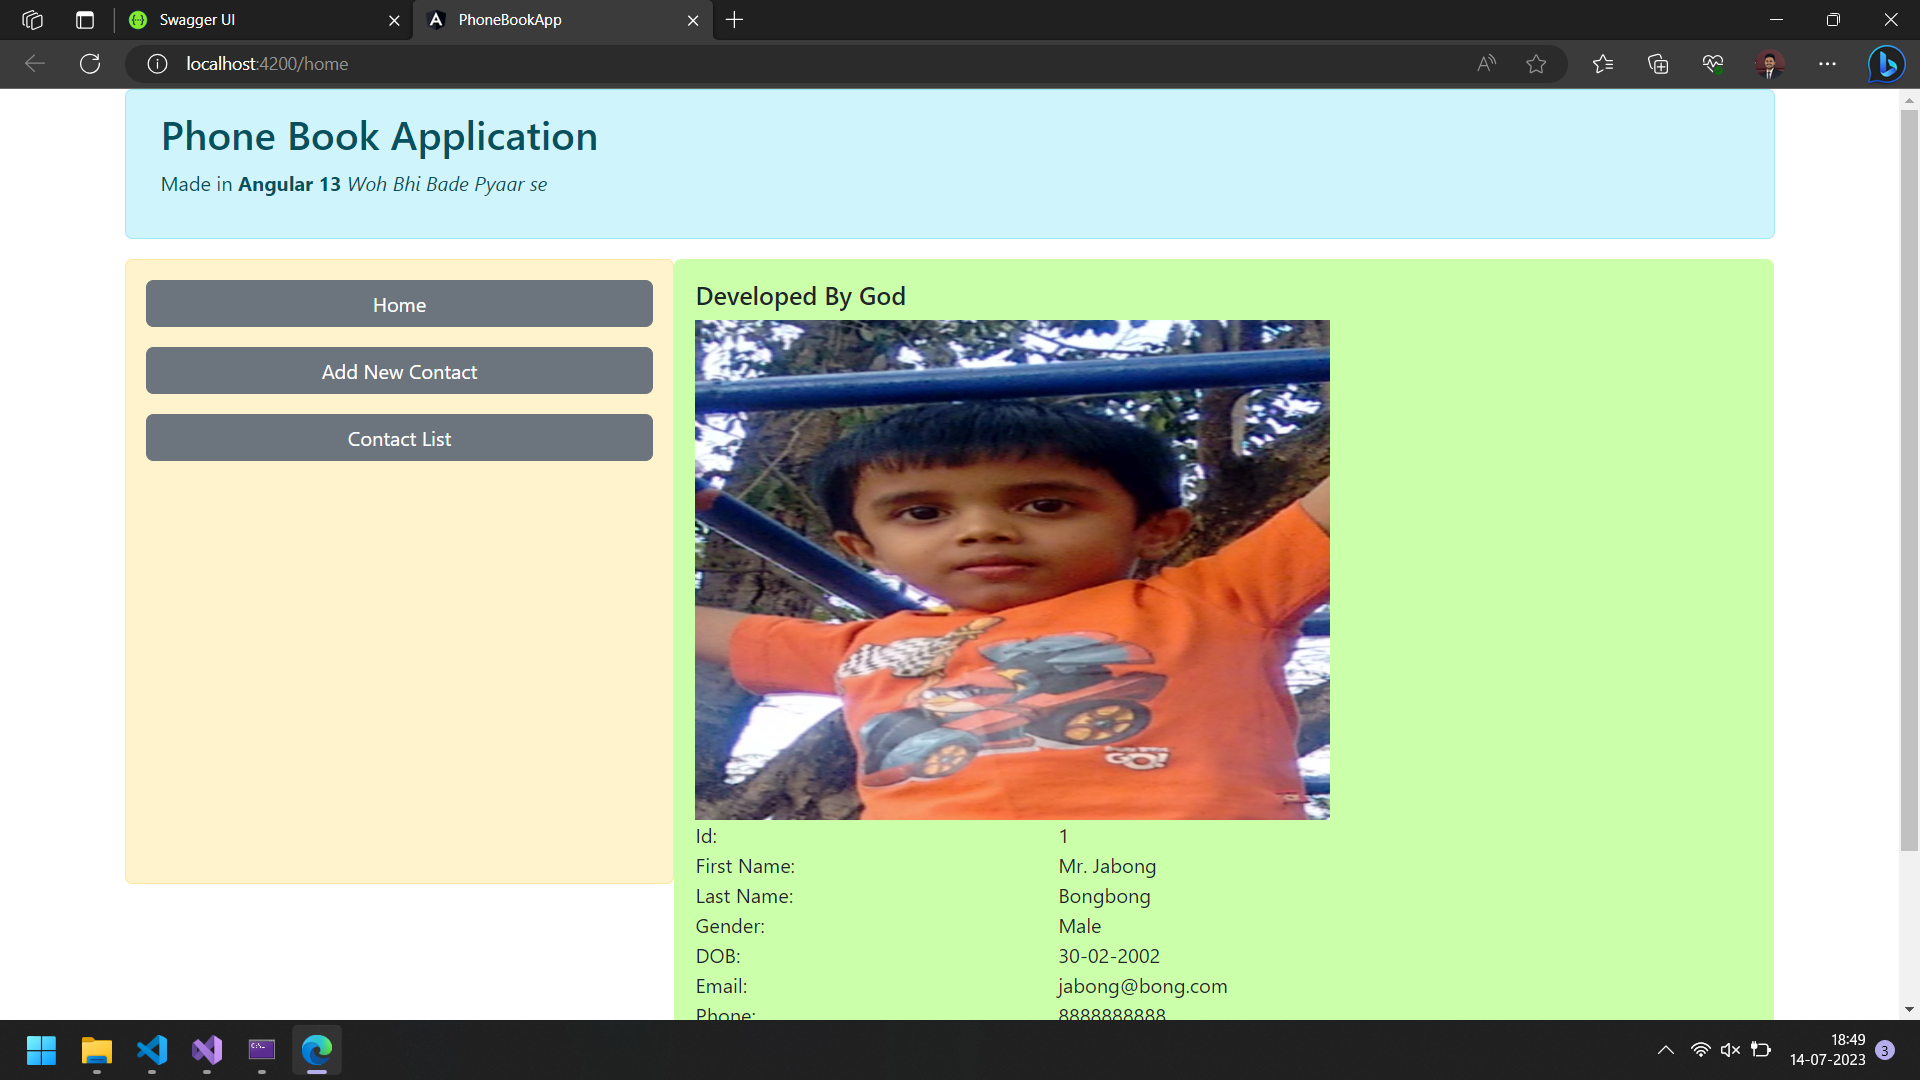 Swagger UI
PhoneBookApp
localhost:4200/home
Phone Book Application
Made in Angular 13 Woh Bhi Bade Pyaar se
Home
Add New Contact
Contact List
Developed By God
GO!
Id: 1
First Name: Mr. Jabong
Last Name: Bongbong
Gender: Male
DOB: 30-02-2002
Email: jabong@bong.com
Phone: 8888888888
18:49
14-07-2023
3